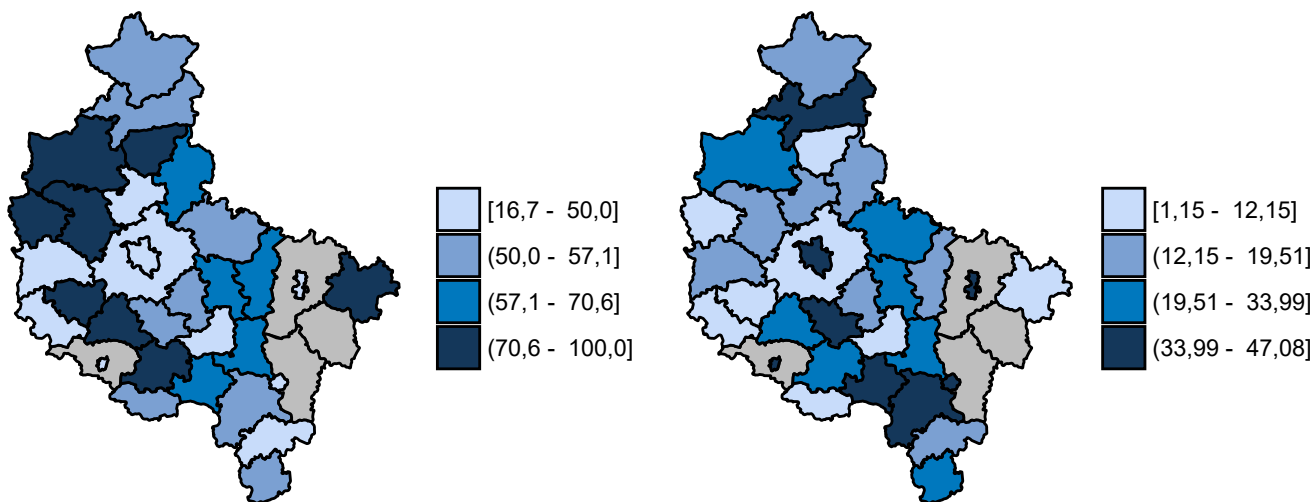 [16,7 - 50,0]
(50,0 - 57,1]
(57,1 - 70,6]
(70,6 - 100,0]
[1,15 - 12,15]
(12,15 - 19,51]
(19,51 - 33,99]
(33,99 - 47,08]